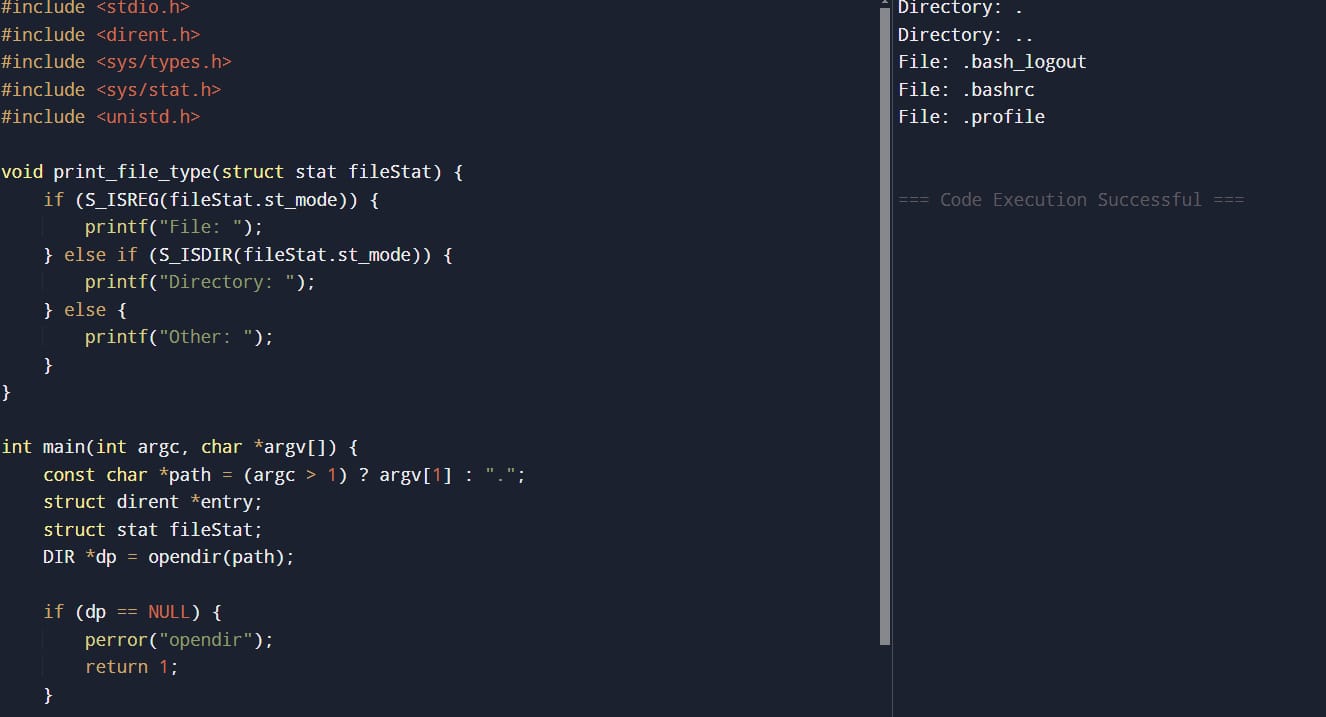 #include <stdio.h>
#include <dirent.h>
#include <sys/types.h>
#include <sys/stat.h>
#include <unistd.h>

void print_file_type(struct stat fileStat) {
    if (S_ISREG(fileStat.st_mode)) {
        printf("File: ");
    } else if (S_ISDIR(fileStat.st_mode)) {
        printf("Directory: ");
    } else {
        printf("Other: ");
    }
}

int main(int argc, char *argv[]) {
    const char *path = (argc > 1) ? argv[1] : ".";
    struct dirent *entry;
    struct stat fileStat;
    DIR *dp = opendir(path);

    if (dp == NULL) {
        perror("opendir");
        return 1;
    }
Directory: .
Directory: ..
File: .bash_logout
File: .bashrc
File: .profile

=== Code Execution Successful ===